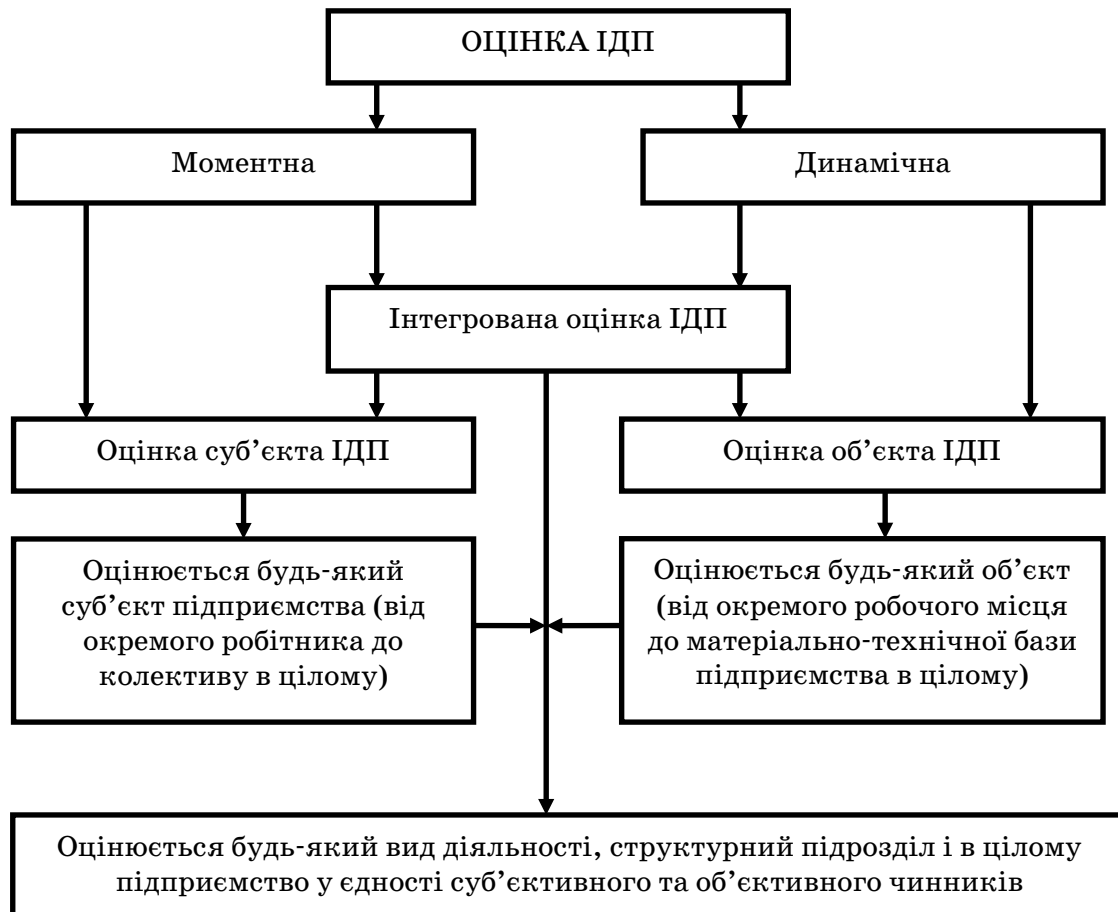 ОЦІНКА ІДП
Моментна
Динамічна
Інтегрована оцінка ІДП
Оцінка суб’єкта ІДП
Оцінка об’єкта ІДП
Оцінюється будь-який
суб’єкт підприємства (від
окремого робітника до
колективу в цілому)
Оцінюється будь-який об’єкт
(від окремого робочого місця
до матеріально-технічної бази
підприємства в цілому)
Оцінюється будь-який вид діяльності, структурний підрозділ і в цілому
підприємство у єдності суб’єктивного та об’єктивного чинників